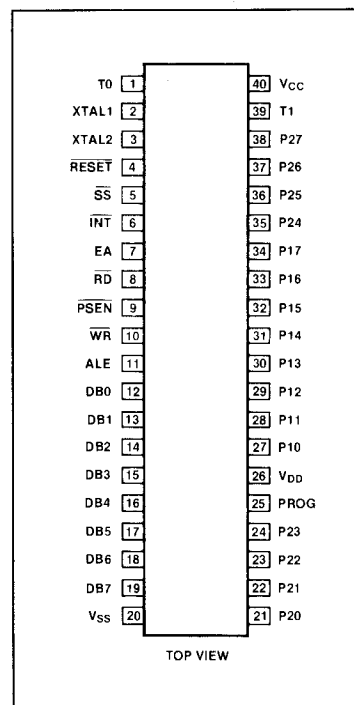 T0 1 40 VCC
XTAL1 2 39 T1
XTAL2 3 38 P27
RESET 4 37 P26
SS 5 36 P25
INT 6 35 P24
EA 7 34 P17
RD 8 33 P16
PSEN 9 32 P15
WR 10 31 P14
ALE 11 30 P13
DB0 12 29 P12
DB1 13 28 P11
DB2 14 27 P10
DB3 15 26 VDD
DB4 16 25 PROG
DB5 17 24 P23
DB6 18 23 P22
DB7 19 22 P21
VSS 20 21 P20
TOP VIEW